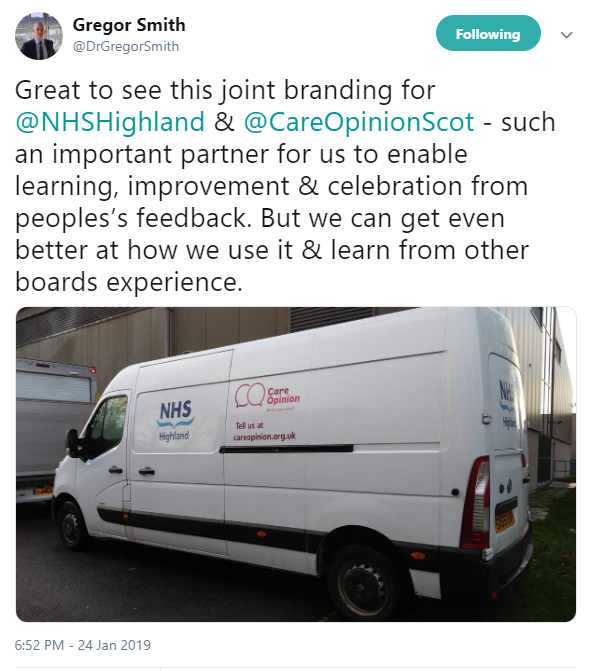 Gregor Smith
@DrGregorSmith
Following
Great to see this joint branding for
@NHSHighland & @CareOpinionScot - such
an important partner for us to enable
learning, improvement & celebration from
peoples's feedback. But we can get even
better at how we use it & learn from other
boards experience.
NHS
Highland
Care
Opinion
Tell us at
careopinion.org.uk
NH
High
6:52 PM - 24 Jan 2019